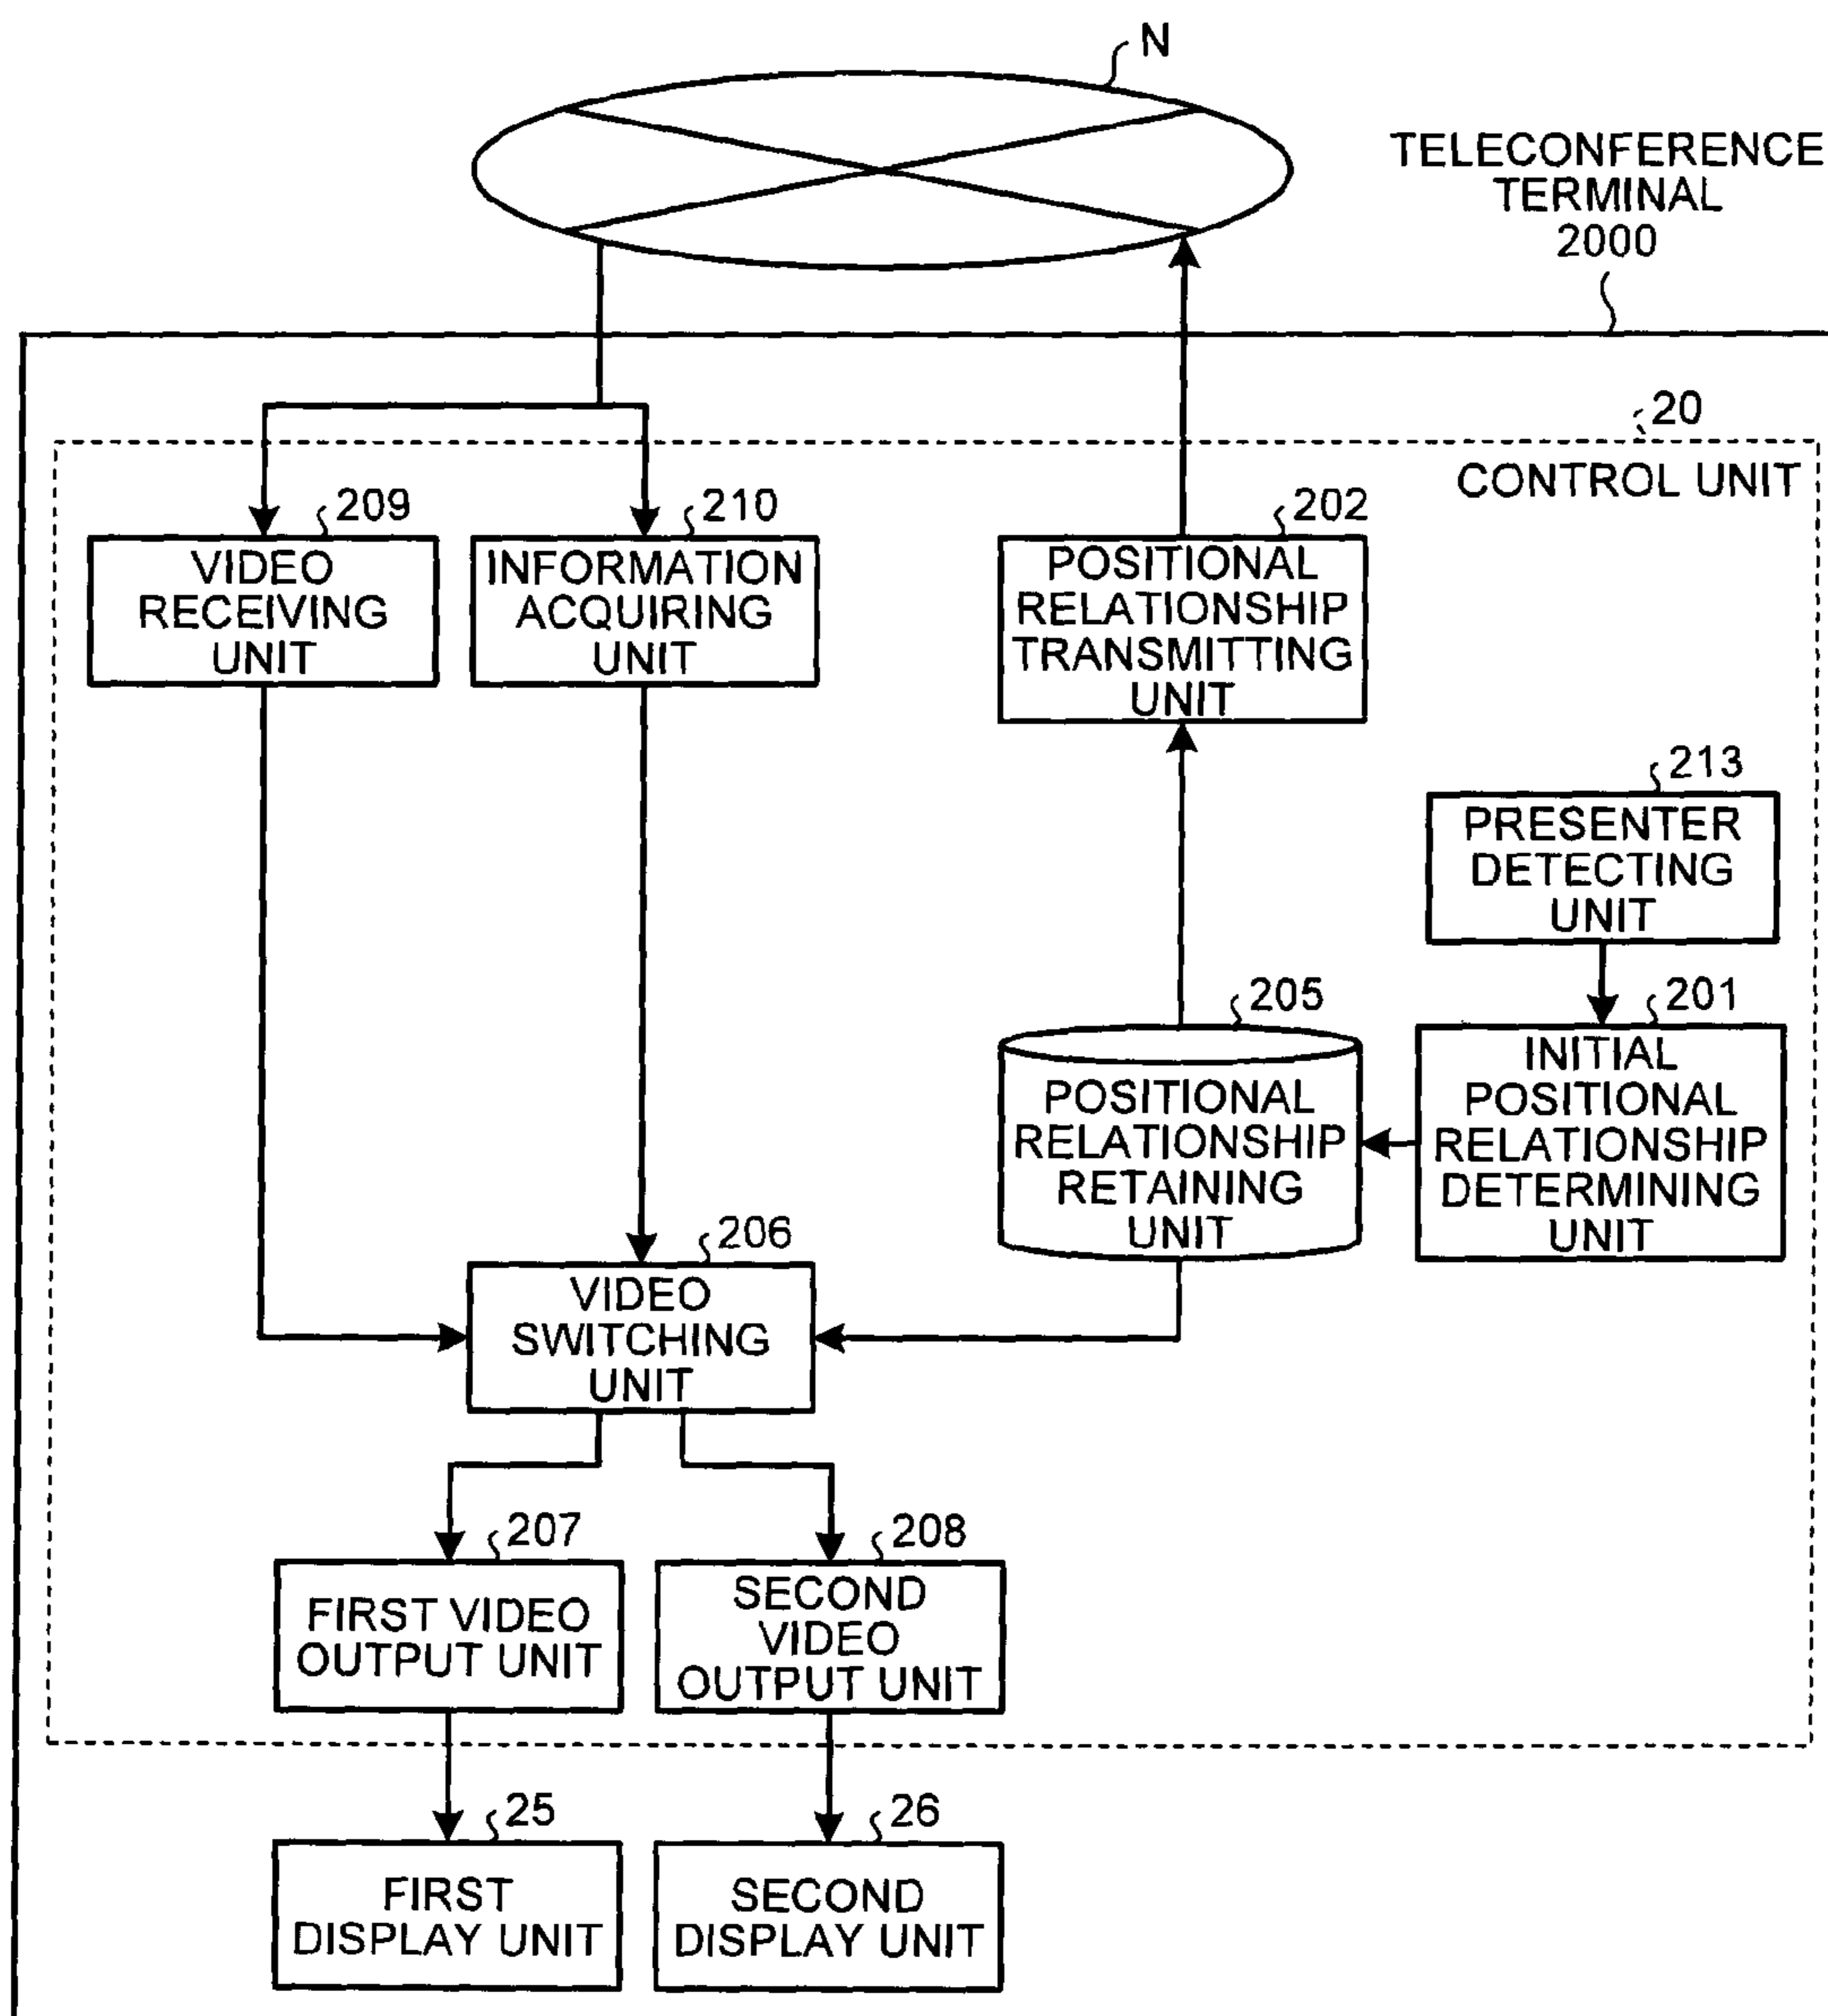 N
TELECONFERENCE
TERMINAL
2000
20
CONTROL UNIT
209
VIDEO
RECEIVING
UNIT
210
INFORMATION
ACQUIRING
UNIT
202
POSITIONAL
RELATIONSHIP
TRANSMITTING
UNIT
213
PRESENTER
DETECTING
UNIT
205
POSITIONAL
RELATIONSHIP
RETAINING
UNIT
201
INITIAL
POSITIONAL
RELATIONSHIP
DETERMINING
UNIT
206
VIDEO
SWITCHING
UNIT
207
FIRST VIDEO
OUTPUT UNIT
208
SECOND
VIDEO
OUTPUT UNIT
25
FIRST
DISPLAY UNIT
26
SECOND
DISPLAY UNIT